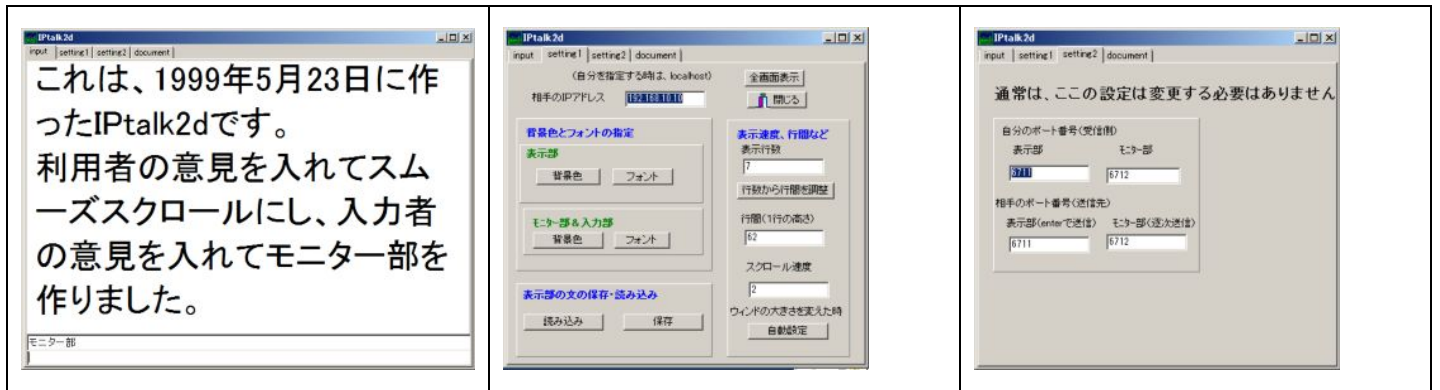 IPtalk2d
input setting1 setting2 document
これは、1999年5月23日に作
ったIPtalk2dです。
利用者の意見を入れてスム
ーズスクロールにし、入力者
の意見を入れてモニター部を
作りました。
モニター部
IPtalk2d
input setting1 setting2 document
(自分を指定する時は、localhost)
相手のIPアドレス 192.168.10.10
全画面表示
閉じる
背景色とフォントの指定
表示部
背景色 フォント
モニター部&入力部
背景色 フォント
表示部の文の保存・読み込み
読み込み 保存
表示速度、行間など
表示行数
7
行数から行間を調整
行間(1行の高さ)
62
スクロール速度
2
ウィンドの大きさを変えた時
自動設定
IPtalk2d
input setting1 setting2 document
通常は、ここの設定は変更する必要はありません
自分のポート番号(受信側)
表示部 モニター部
6711 6712
相手のポート番号(送信先)
表示部(enterで送信) モニター部(逐次送信)
6711 6712